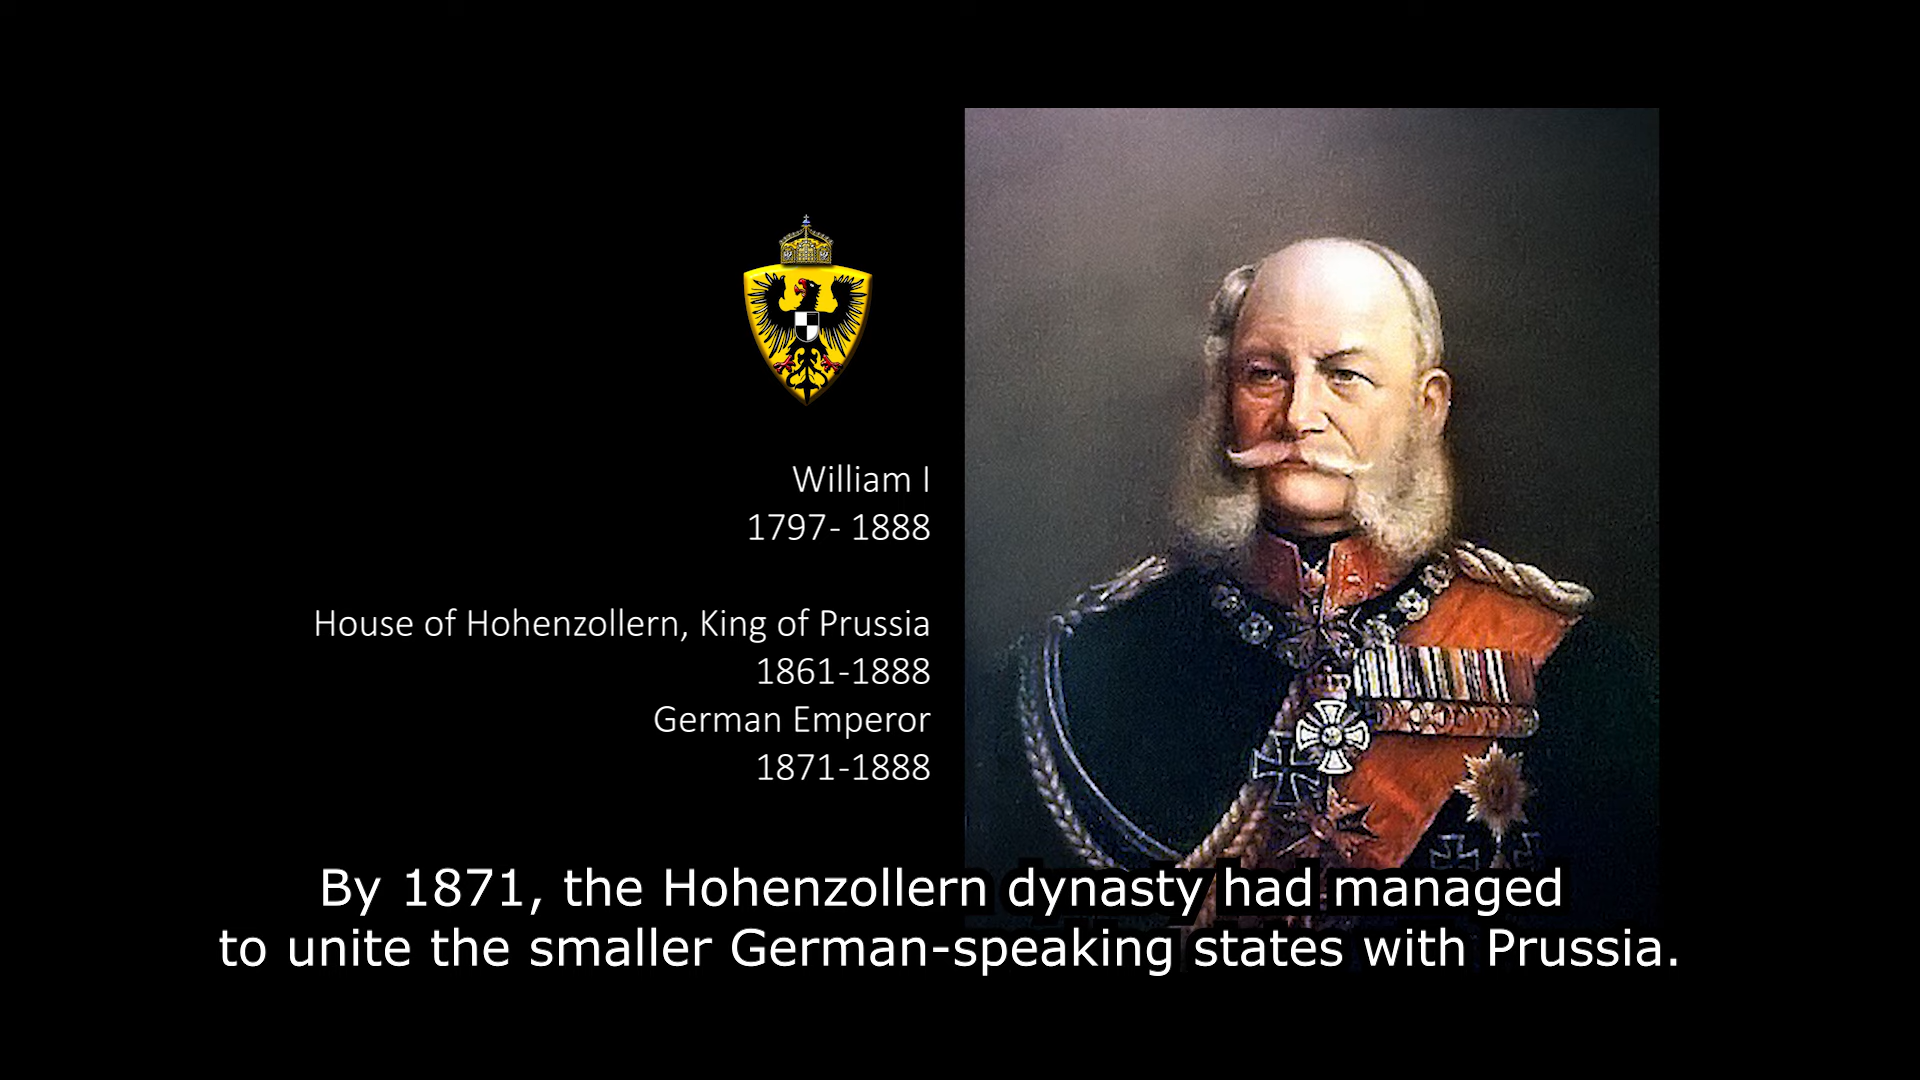 William I
1797- 1888
House of Hohenzollern, King of Prussia
1861-1888
German Emperor
1871-1888
By 1871, the Hohenzollern dynasty had managed
to unite the smaller German-speaking states with Prussia.